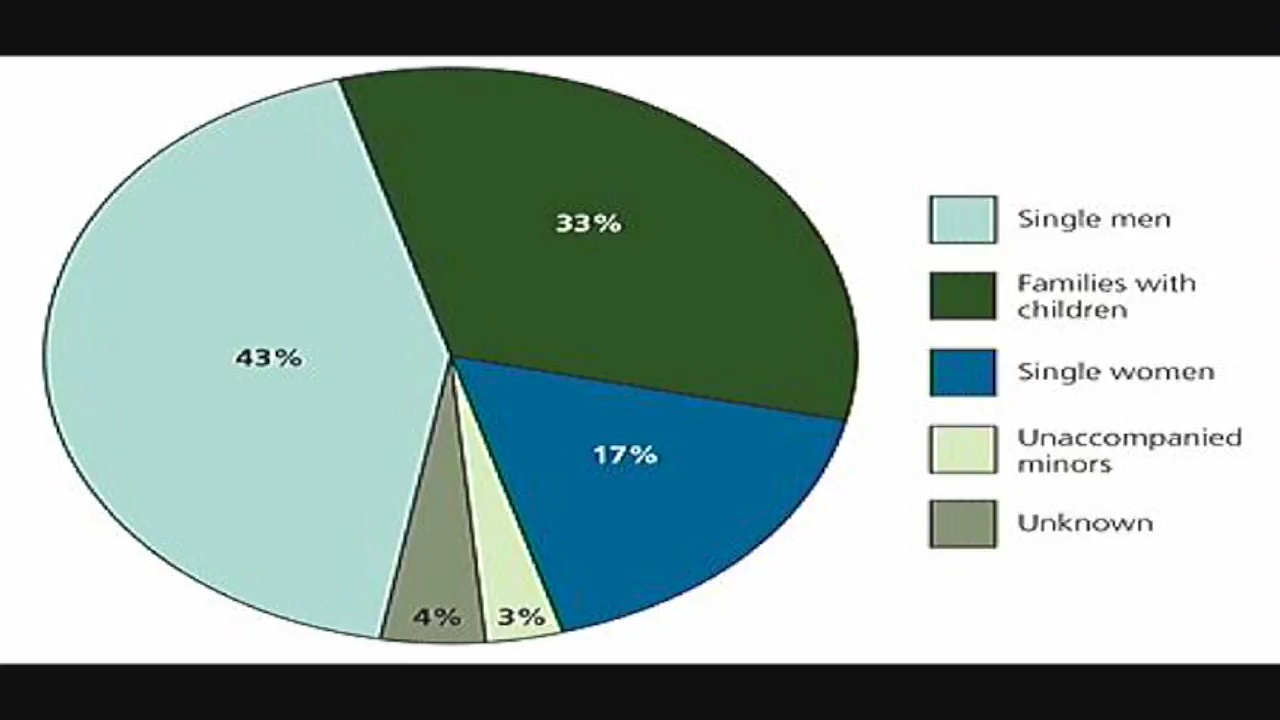 33%
43%
17%
4%
3%
Single men
Families with
children
Single women
Unaccompanied
minors
Unknown